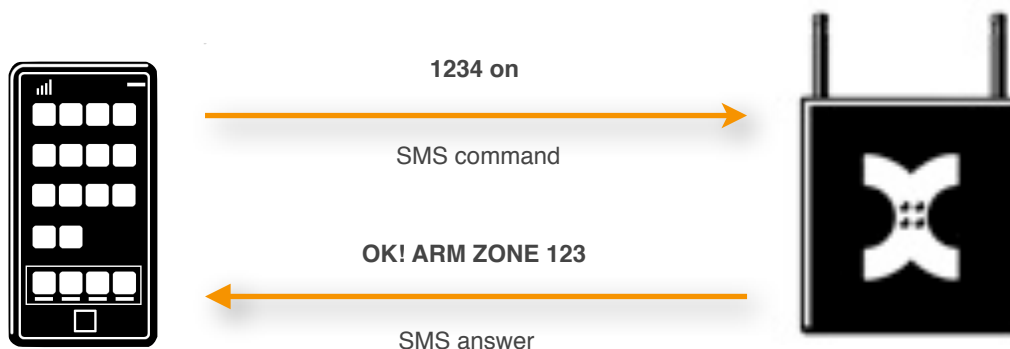 1234 on
SMS command
OK! ARM ZONE 123
SMS answer